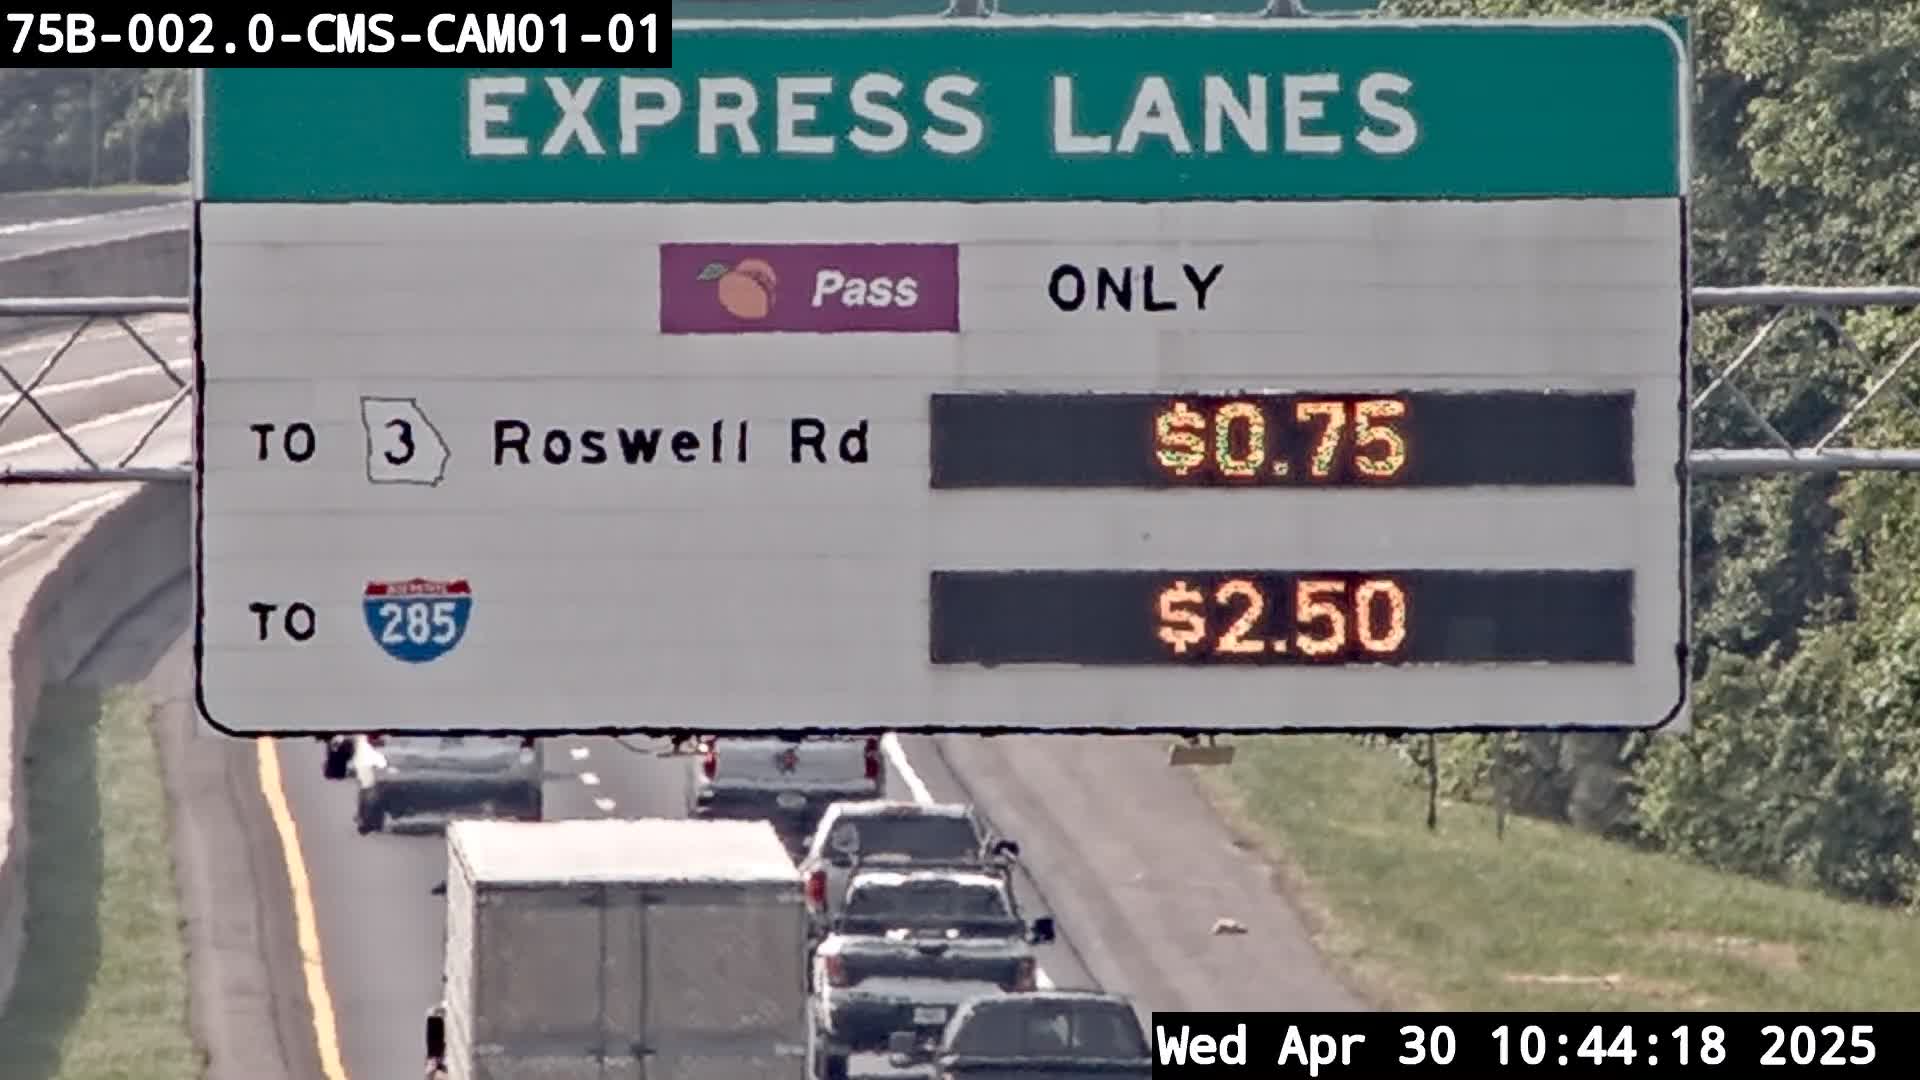 75B-002.0-CMS-CAM01-01
EXPRESS LANES
Pass ONLY
TO 3 Roswell Rd $0.75
TO 285 $2.50
Wed Apr 30 10:44:18 2025